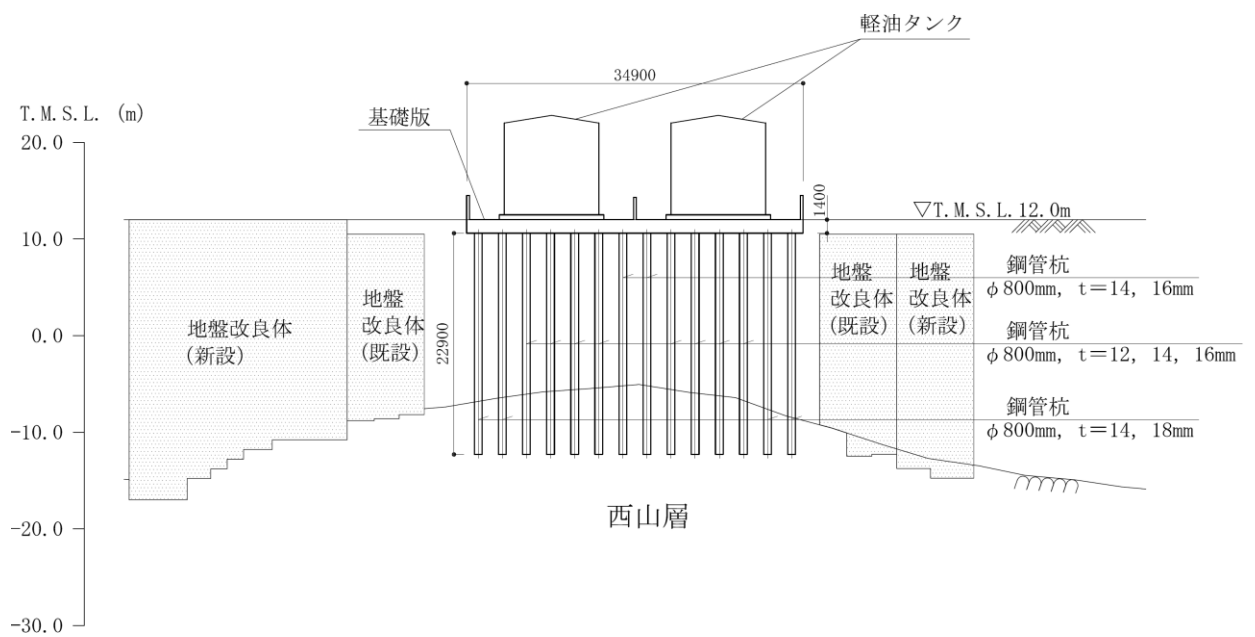 軽油タンク
34900
T.M.S.L. (m)
基礎版
20.0
1400
▽T.M.S.L.12.0m
10.0
地盤
改良体
(既設)
地盤
改良体
(新設)
鋼管杭
φ800mm, t=14, 16mm
地盤
改良体
(既設)
地盤改良体
(新設)
0.0
22900
鋼管杭
φ800mm, t=12, 14, 16mm
鋼管杭
φ800mm, t=14, 18mm
-10.0
西山層
-20.0
-30.0